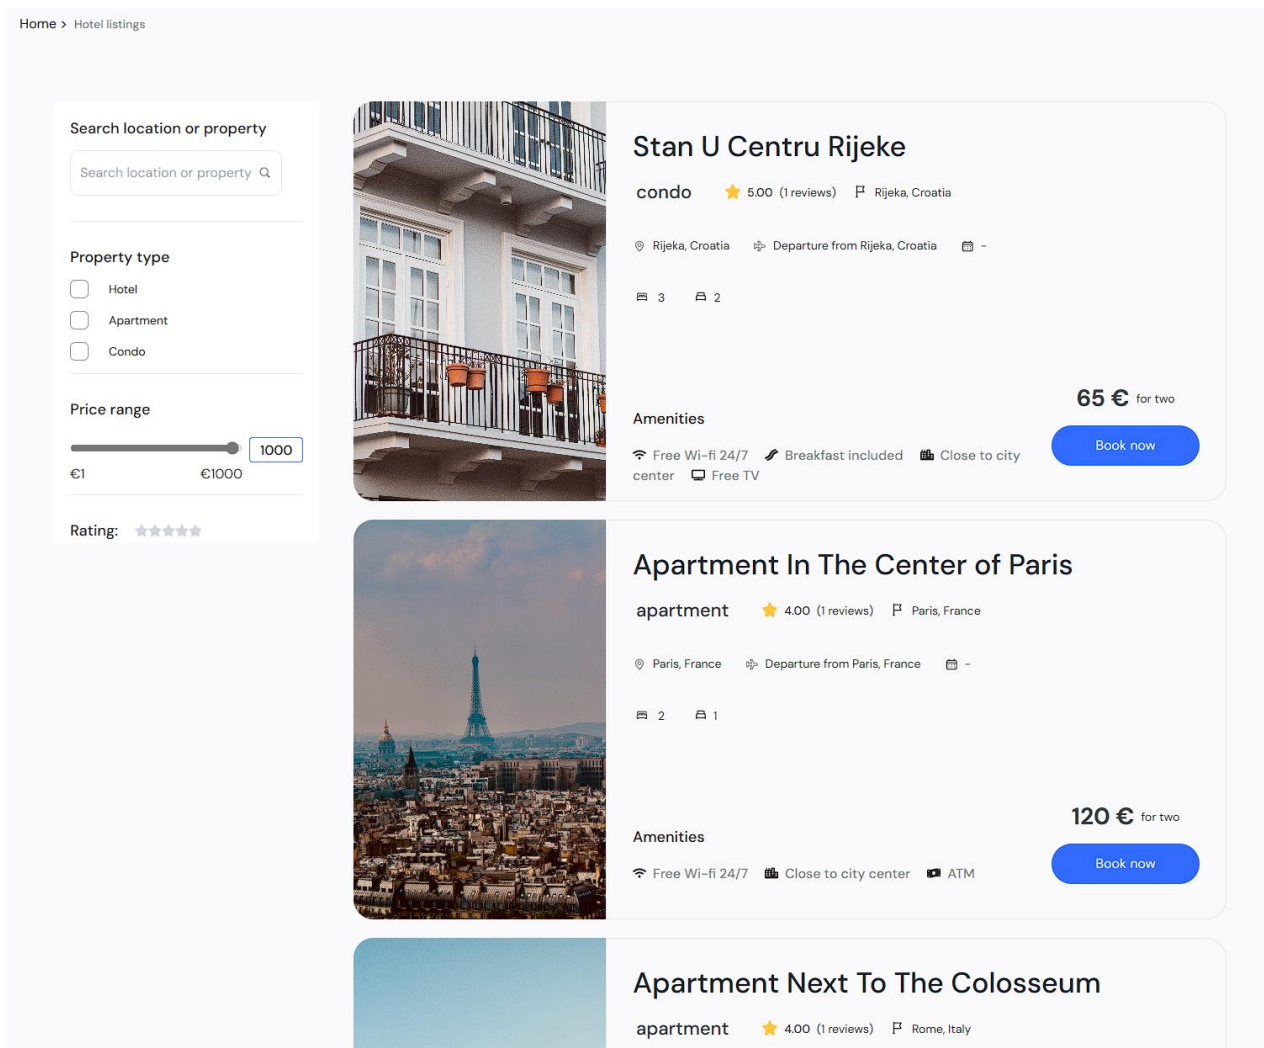 Home > Hotel listings
Search location or property
Search location or property
Property type
Hotel
Apartment
Condo
Price range
1000
€1 €1000
Rating:
Stan U Centru Rijeke
condo 5.00 (1 reviews) Rijeka, Croatia
Rijeka, Croatia Departure from Rijeka, Croatia -
3 2
65 € for two
Amenities
Book now
Free Wi-fi 24/7 Breakfast included Close to city
center Free TV
Apartment In The Center of Paris
apartment 4.00 (1 reviews) Paris, France
Paris, France Departure from Paris, France -
2 1
120 € for two
Amenities
Book now
Free Wi-fi 24/7 Close to city center ATM
Apartment Next To The Colosseum
apartment 4.00 (1 reviews) Rome, Italy